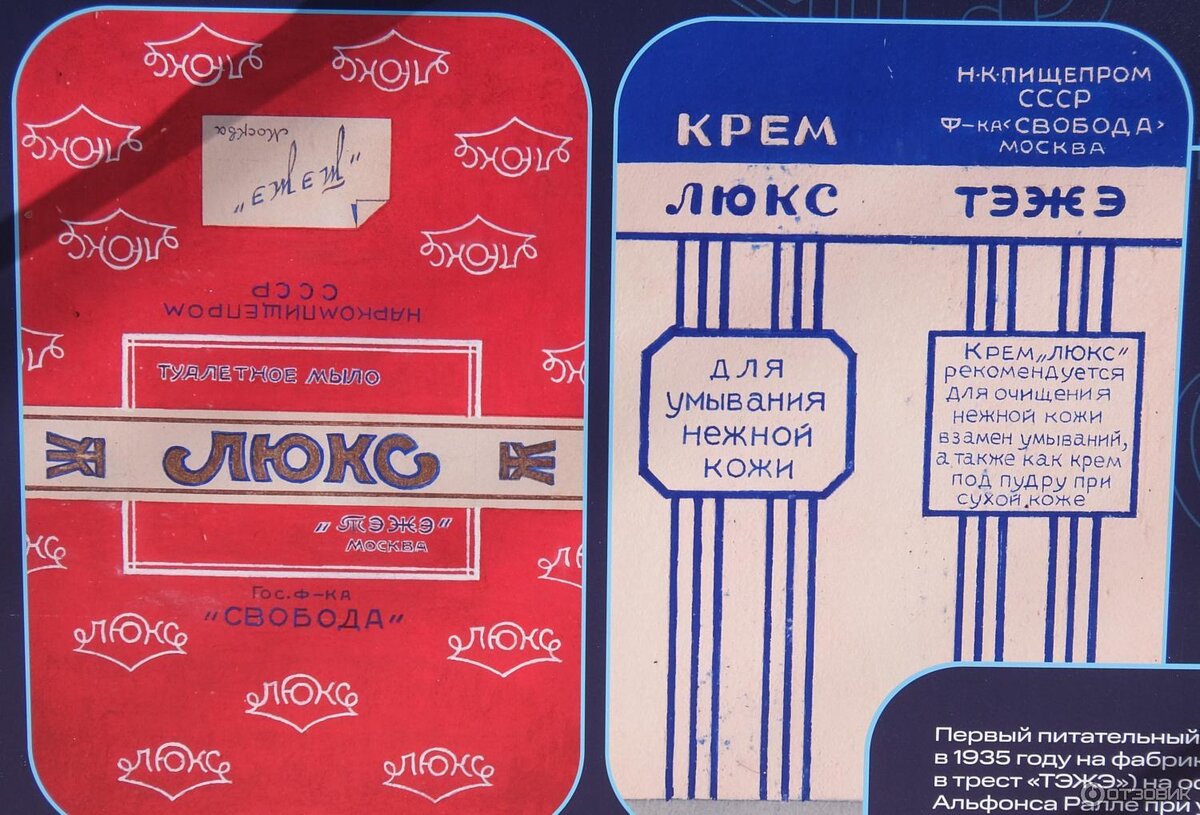 люкс люкс
люкс люкс
люкс люкс
"тэжэ"
Москва
НАРКОМПИЩЕПРОМ
СССР
ТУАЛЕТНОЕ МЫЛО
ТЖ ЛЮКС ТЖ
"ТЭЖЭ"
МОСКВА
Гос. Ф-КА
"СВОБОДА"
люкс люкс
люкс
люкс люкс
КРЕМ
Н·К·ПИЩЕПРОМ
СССР
Ф-КА<СВОБОДА>
МОСКВА
ЛЮКС ТЭЖЭ
ДЛЯ
УМЫВАНИЯ
НЕЖНОЙ
КОЖИ
КРЕМ „ЛЮКС"
РЕКОМЕНДУЕТСЯ
ДЛЯ ОЧИЩЕНИЯ
НЕЖНОЙ КОЖИ
ВЗАМЕН УМЫВАНИЙ,
А ТАКЖЕ КАК КРЕМ
ПОД ПУДРУ ПРИ
СУХОЙ КОЖЕ
Первый питательный
в 1935 году на фабрик
в трест «ТЭЖЭ») на ос
Альфонса Ралле при у
ОТЗОВИК